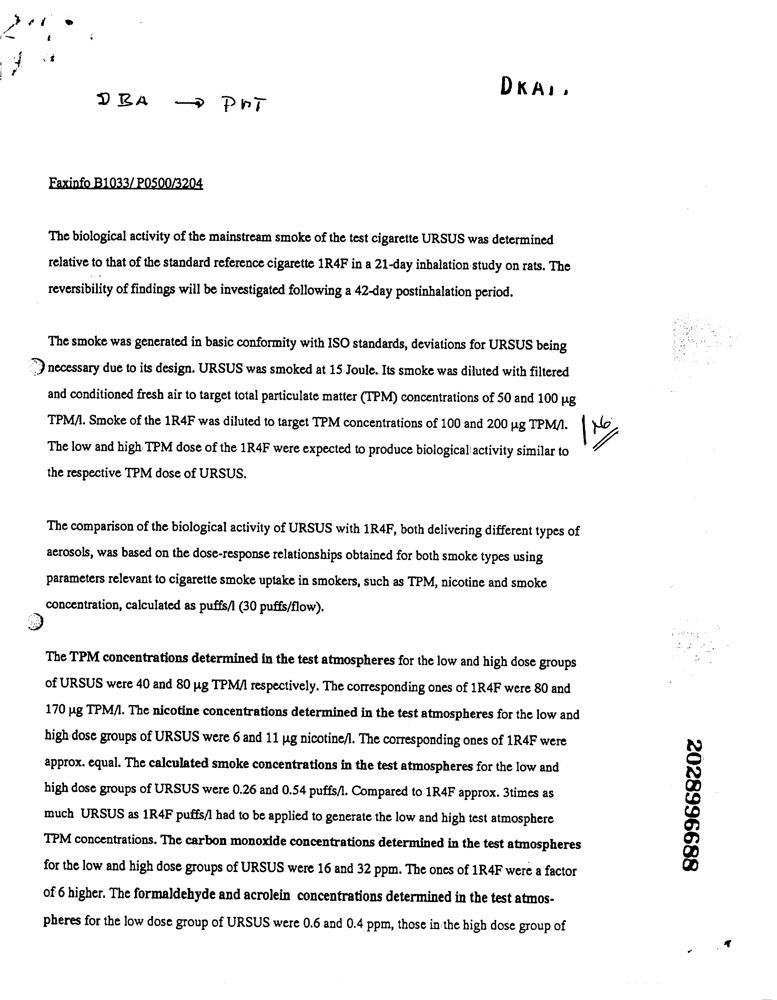 DBA → PHT
DKA
Faxinfo B1033/ P0500/3204
The biological activity of the mainstream smoke of the test cigarette URSUS was determined
relative to that of the standard reference cigarette 1R4F in a 21-day inhalation study on rats. The
reversibility of findings will be investigated following a 42-day postinhalation period.
The smoke was generated in basic conformity with ISO standards, deviations for URSUS being
necessary due to its design. URSUS was smoked at 15 Joule. Its smoke was diluted with filtered
and conditioned fresh air to target total particulate matter (TPM) concentrations of 50 and 100 µg
TPM/l. Smoke of the 1R4F was diluted to target TPM concentrations of 100 and 200 µg TPM/l.
The low and high TPM dose of the 1R4F were expected to produce biological activity similar to
the respective TPM dose of URSUS.
The comparison of the biological activity of URSUS with 1R4F, both delivering different types of
aerosols, was based on the dose-response relationships obtained for both smoke types using
parameters relevant to cigarette smoke uptake in smokers, such as TPM, nicotine and smoke
concentration, calculated as puffs/l (30 puffs/flow).
The TPM concentrations determined in the test atmospheres for the low and high dose groups
of URSUS were 40 and 80 µg TPM/l respectively. The corresponding ones of 1R4F were 80 and
170 µg TPM/l. The nicotine concentrations determined in the test atmospheres for the low and
high dose groups of URSUS were 6 and 11 µg nicotine/l. The corresponding ones of 1R4F were
approx. equal. The calculated smoke concentrations in the test atmospheres for the low and
high dose groups of URSUS were 0.26 and 0.54 puffs/l. Compared to 1R4F approx. 3times as
much URSUS as 1R4F puffs/l had to be applied to generate the low and high test atmosphere
TPM concentrations. The carbon monoxide concentrations determined in the test atmospheres
for the low and high dose groups of URSUS were 16 and 32 ppm. The ones of 1R4F were a factor
of 6 higher. The formaldehyde and acrolein concentrations determined in the test atmos-
pheres for the low dose group of URSUS were 0.6 and 0.4 ppm, those in the high dose group of
2028996688